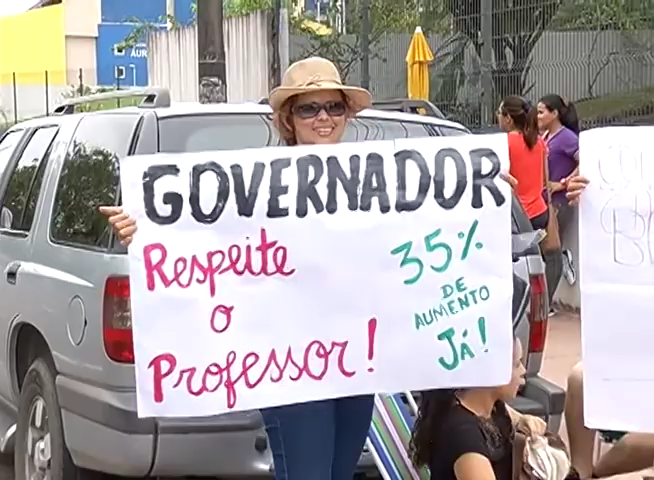 GOVERNADOR
Respeite
o
Professor!
35%
DE
AUMENTO
Já!